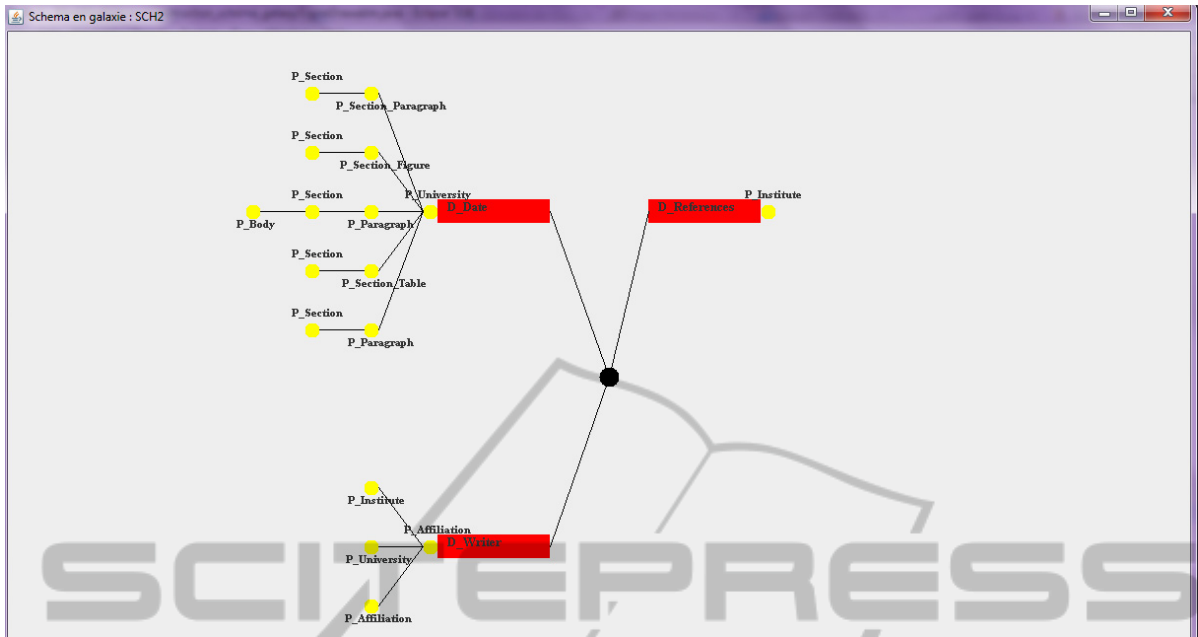 Schema en galaxie : SCH2
P_Section
P_Section_Paragraph
P_Section
P_Section_Figure
P_Section
P_University
P_Institute
D_Date
D_References
P_Body
P_Paragraph
P_Section
P_Section_Table
P_Section
P_Paragraph
P_Institute
P_Affiliation
D_Writer
P_University
P_Affiliation
SCITEPRESS